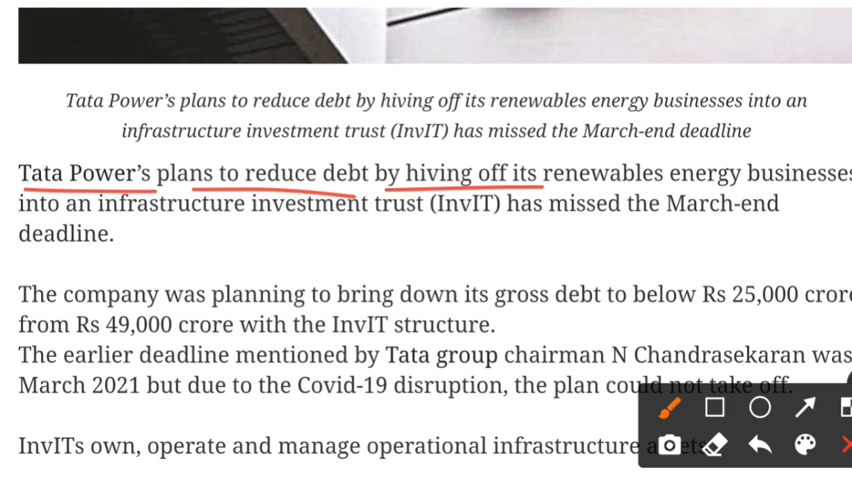 Tata Power’s plans to reduce debt by hiving off its renewables energy businesses into an
infrastructure investment trust (InvIT) has missed the March-end deadline
Tata Power’s plans to reduce debt by hiving off its renewables energy businesses
into an infrastructure investment trust (InvIT) has missed the March-end
deadline.
The company was planning to bring down its gross debt to below Rs 25,000 crore
from Rs 49,000 crore with the InvIT structure.
The earlier deadline mentioned by Tata group chairman N Chandrasekaran was
March 2021 but due to the Covid-19 disruption, the plan could not take off.
InvITs own, operate and manage operational infrastructure